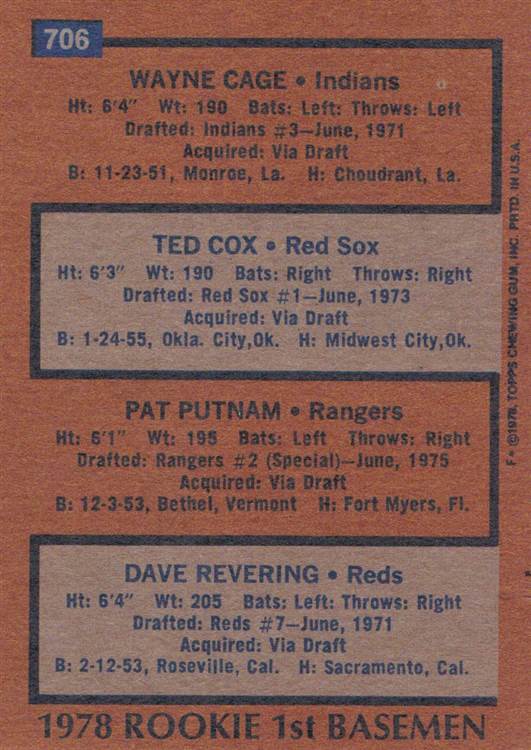 706
WAYNE CAGE • Indians
Ht: 6'4" Wt: 190 Bats: Left: Throws: Left
Drafted: Indians #3—June, 1971
Acquired: Via Draft
B: 11-23-51, Monroe, La. H: Choudrant, La.
TED COX • Red Sox
Ht: 6'3" Wt: 190 Bats: Right Throws: Right
Drafted: Red Sox #1—June, 1973
Acquired: Via Draft
B: 1-24-55, Okla. City,Ok. H: Midwest City,Ok.
PAT PUTNAM • Rangers
Ht: 6'1" Wt: 195 Bats: Left Throws: Right
Drafted: Rangers #2 (Special)—June, 1975
Acquired: Via Draft
B: 12-3-53, Bethel, Vermont H: Fort Myers, Fl.
DAVE REVERING • Reds
Ht: 6'4" Wt: 205 Bats: Left: Throws: Right
Drafted: Reds #7—June, 1971
Acquired: Via Draft
B: 2-12-53, Roseville, Cal. H: Sacramento, Cal.
1978 ROOKIE 1st BASEMEN
F* ©1978, TOPPS CHEWING GUM, INC. PRTD. IN U.S.A.